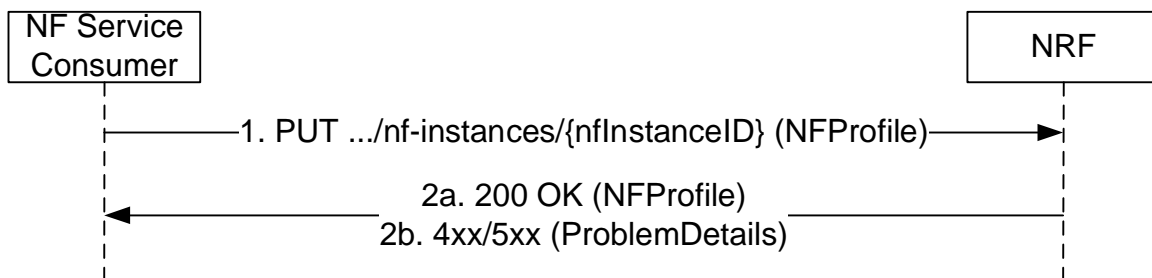 NF Service
Consumer
NRF
1. PUT .../nf-instances/{nfInstanceID} (NFProfile)
2a. 200 OK (NFProfile)
2b. 4xx/5xx (ProblemDetails)